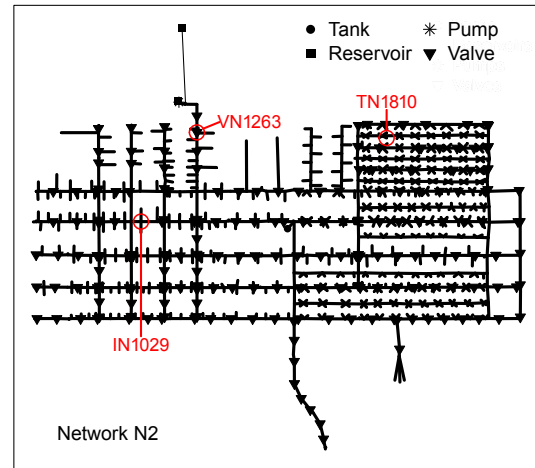 Tank
Pump
Reservoir
Valve
VN1263
TN1810
IN1029
Network N2